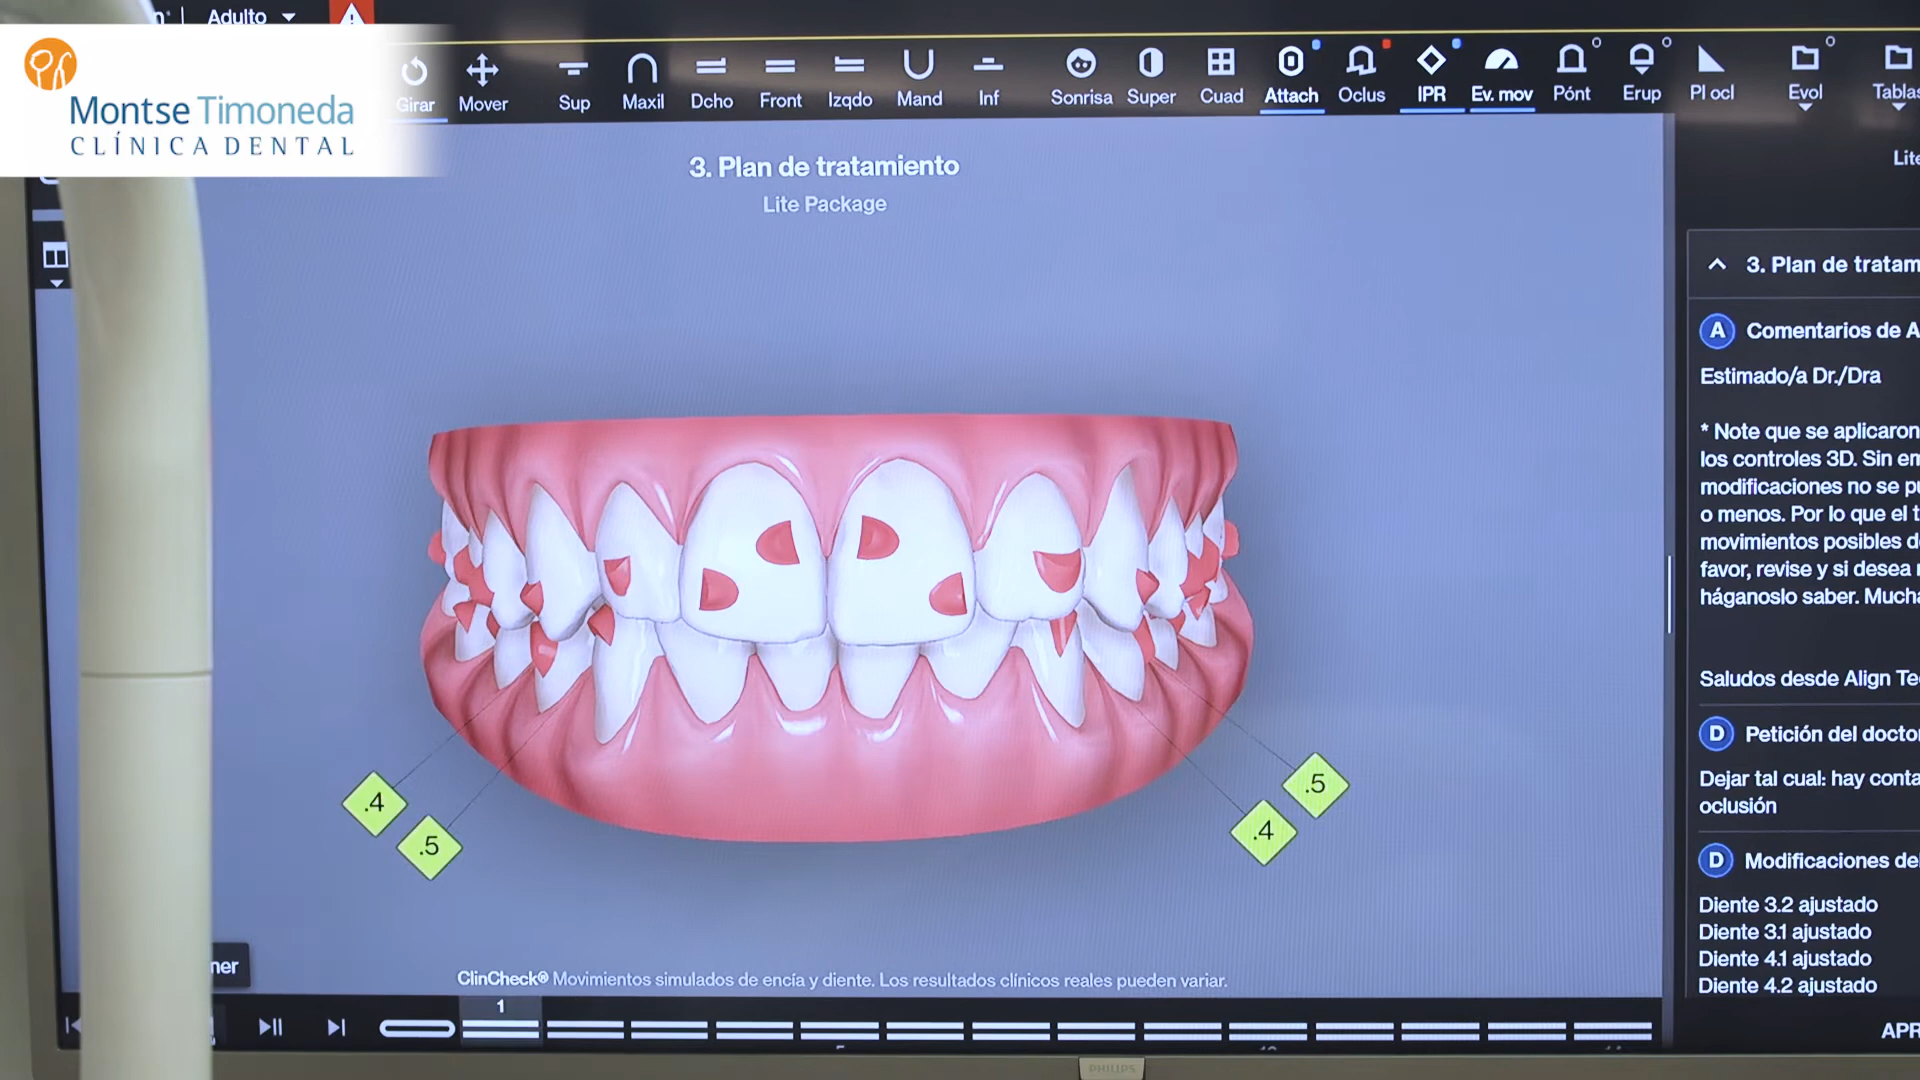 Adulto
Montse Timoneda
CLÍNICA DENTAL
Girar
Mover
Sup
Maxil
Dcho
Front
Izqdo
Mand
Inf
Sonrisa
Super
Cuad
Attach
Oclus
IPR
Ev. mov
Pónt
Erup
Pl ocl
Evol
Tablas
3. Plan de tratamiento
Lite Package
Lite
3. Plan de tratam
A Comentarios de A
Estimado/a Dr./Dra
* Note que se aplicaron
los controles 3D. Sin em
modificaciones no se pu
o menos. Por lo que el t
movimientos posibles d
favor, revise y si desea
háganoslo saber. Mucha
Saludos desde Align Te
D Petición del docto
Dejar tal cual: hay conta
oclusión
D Modificaciones de
Diente 3.2 ajustado
Diente 3.1 ajustado
Diente 4.1 ajustado
Diente 4.2 ajustado
.4
.5
.5
.4
ner
ClinCheck® Movimientos simulados de encía y diente. Los resultados clínicos reales pueden variar.
1
APR
PHILIPS